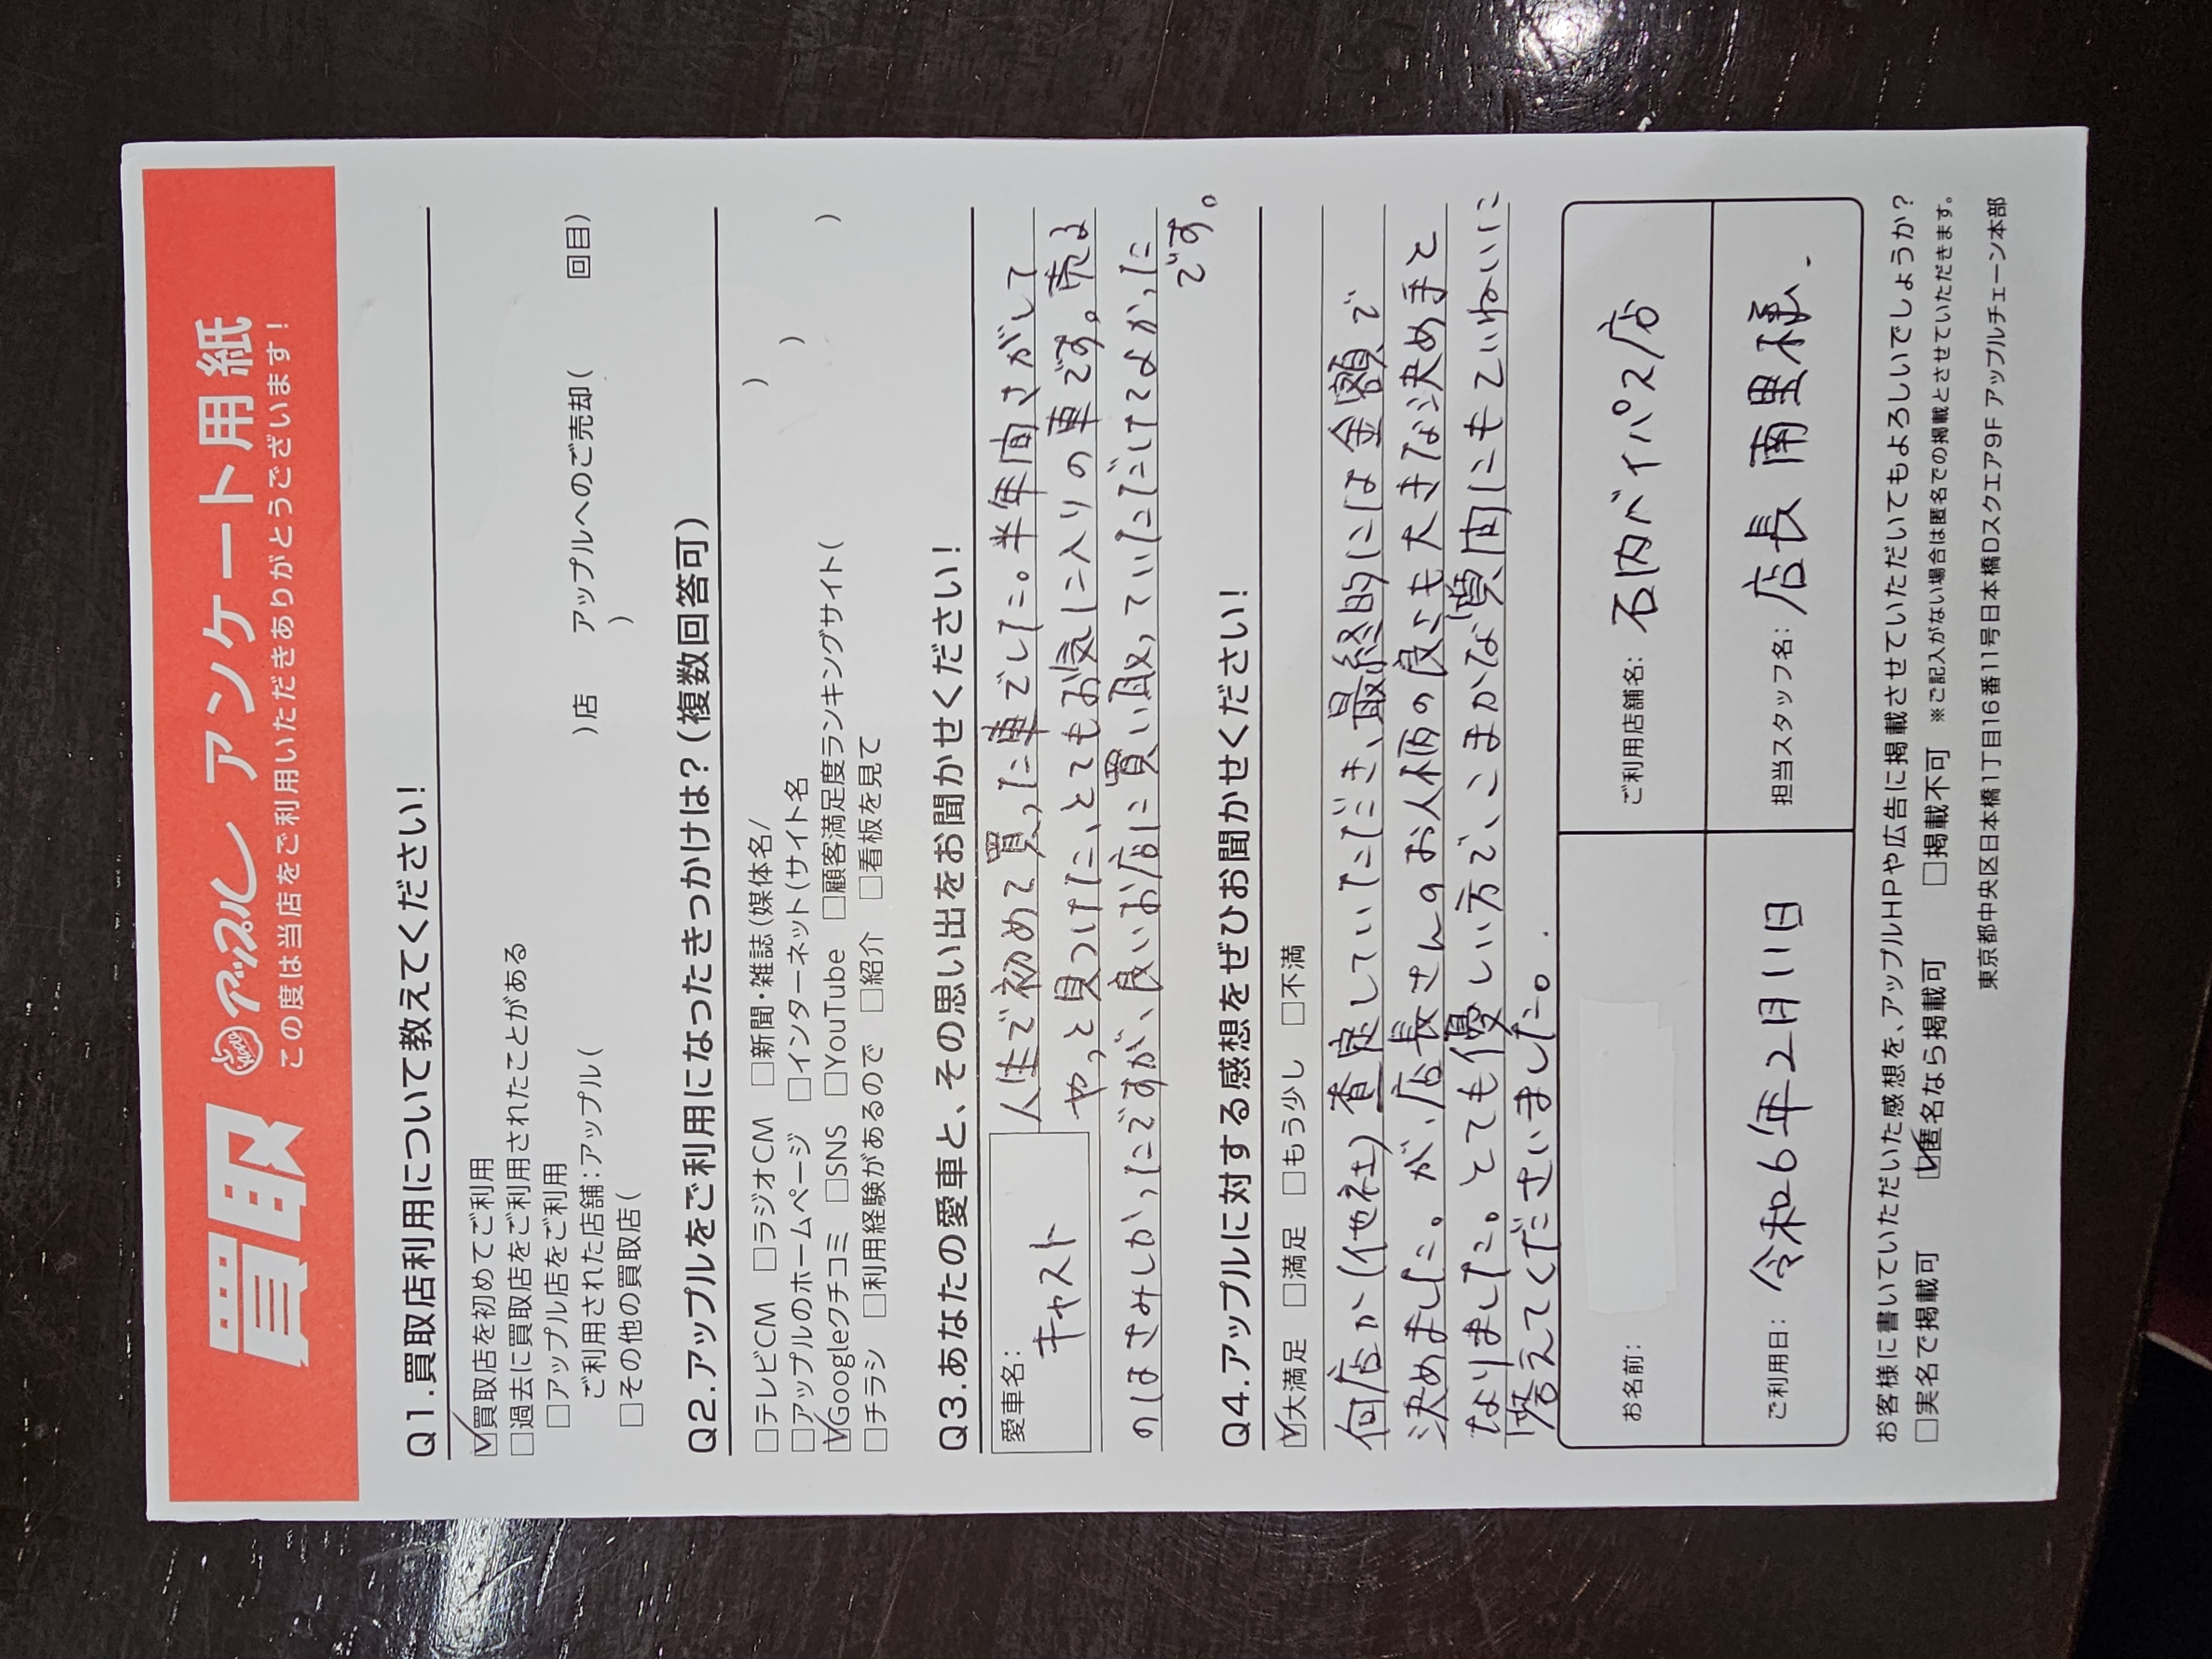 買取 アップル アンケート用紙
この度は当店をご利用いただきありがとうございます！
Q1.買取店利用について教えてください！
☑買取店を初めてご利用
□過去に買取店をご利用されたことがある
□アップル店をご利用
ご利用された店舗：アップル（　）店　アップルへのご売却（　回目）
□その他の買取店（　）
Q2.アップルをご利用になったきっかけは？（複数回答可）
□テレビCM □ラジオCM □新聞・雑誌（媒体名/　）
□アップルのホームページ □インターネット（サイト名　）
☑Googleクチコミ □SNS □YouTube □顧客満足度ランキングサイト（　）
□チラシ □利用経験があるので □紹介 □看板を見て
Q3.あなたの愛車と、その思い出をお聞かせください！
愛車名：
キャスト
人生で初めて買った車でした。半年間さがして
やっと見つけた、とてもお気に入りの車です。売る
のはさみしかったですが、良いお店に買い取っていただけてよかった
です。
Q4.アップルに対する感想をぜひお聞かせください！
☑大満足 □満足 □もう少し □不満
何店か(他社)査定していただき、最終的には金額で
決めました。が、店長さんのお人柄の良さも大きな決め手と
なりました。とても優しい方で、こまかな質問にもていねいに
答えてくださいました。
お名前：
ご利用店舗名：石内バイパス店
ご利用日：令和6年2月11日
担当スタッフ名：店長 南里様.
お客様に書いていただいた感想を、アップルHPや広告に掲載させていただいてもよろしいでしょうか？
□実名で掲載可 ☑匿名なら掲載可 □掲載不可 ※ご記入がない場合は匿名での掲載とさせていただきます。
東京都中央区日本橋1丁目16番11号日本橋Dスクエア9F アップルチェーン本部